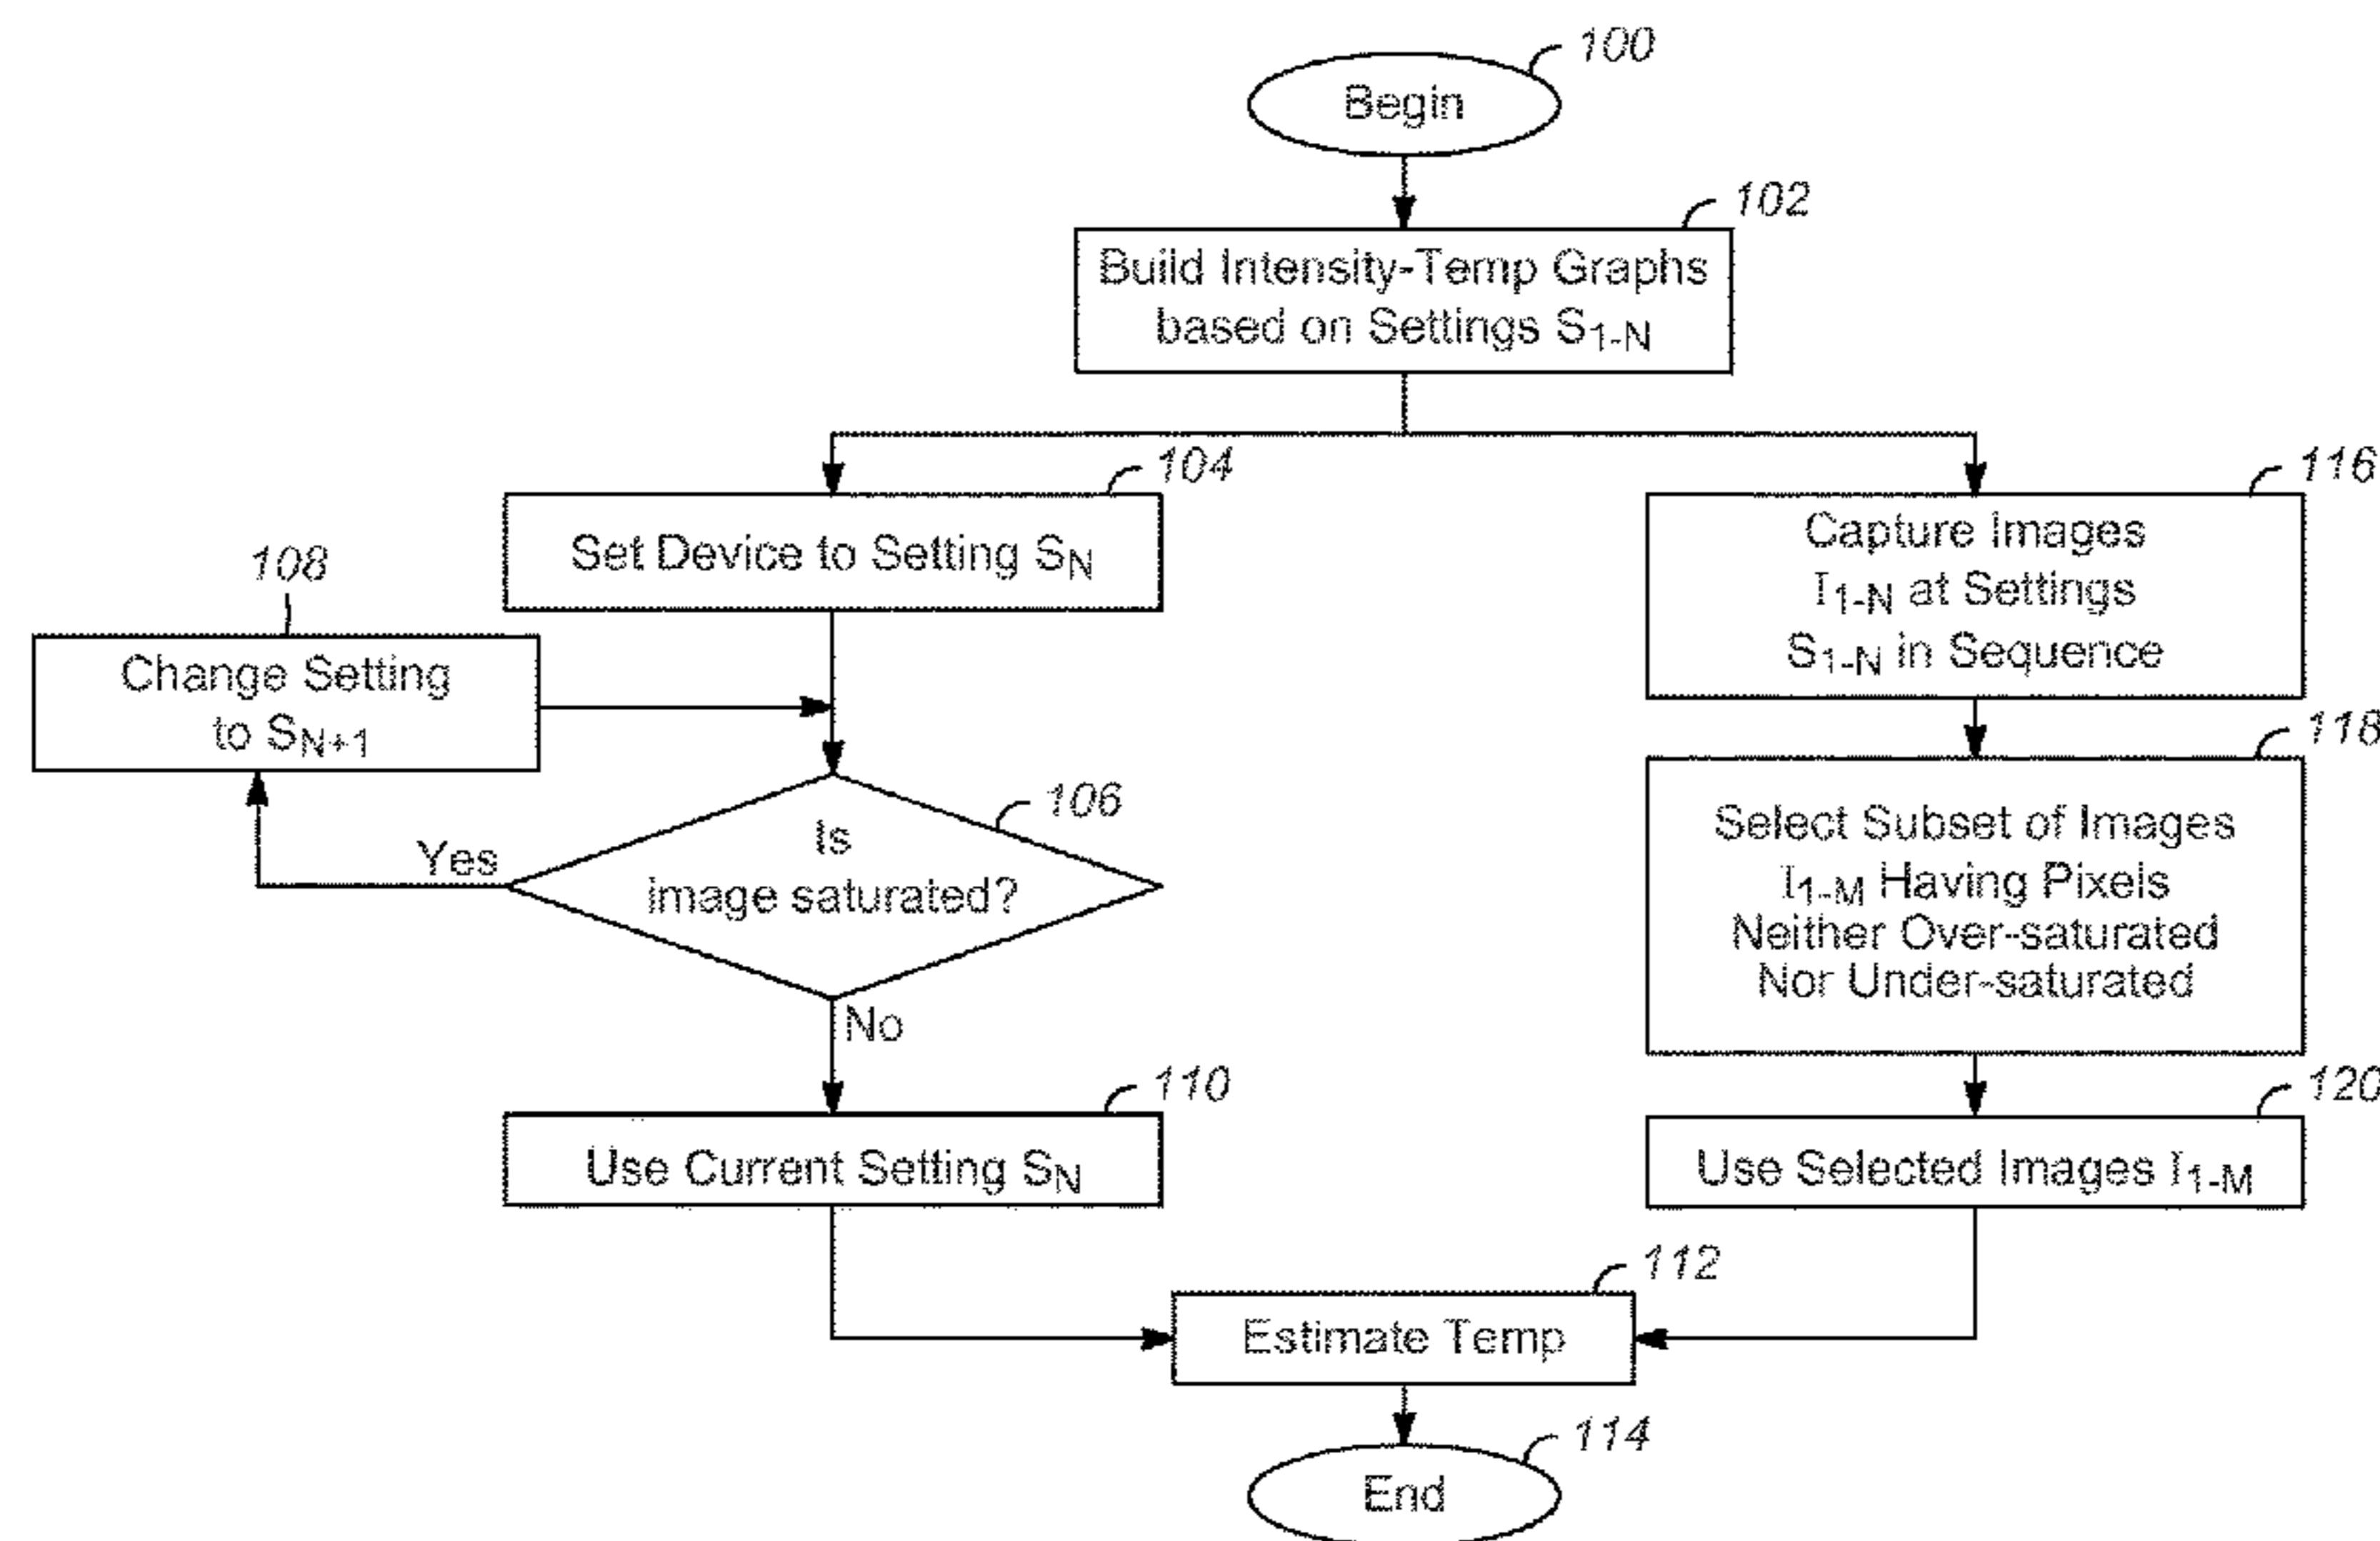 100
Begin
102
Build Intensity-Temp Graphs
based on Settings S1-N
104
Set Device to Setting SN
108
Change Setting
to SN+1
106
Is
image saturated?
Yes
No
110
Use Current Setting SN
116
Capture Images
I1-N at Settings
S1-N in Sequence
118
Select Subset of Images
I1-M Having Pixels
Neither Over-saturated
Nor Under-saturated
120
Use Selected Images I1-M
112
Estimate Temp
114
End